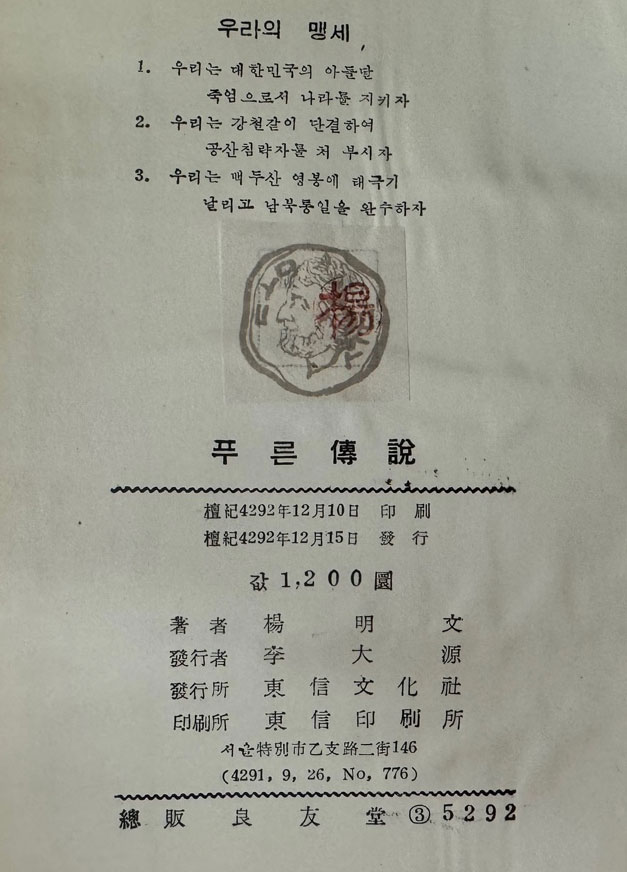 우라의 맹세
1. 우리는 대한민국의 아들딸
죽엄으로서 나라를 지키자
2. 우리는 강철같이 단결하여
공산침략자를 처 부시자
3. 우리는 백두산 영봉에 태극기
날리고 남북통일을 완수하자
楊
푸른傳說
檀紀4292年12月10日 印刷
檀紀4292年12月15日 發行
값 1,200圜
著者 楊明文
發行者 李大源
發行所 東信文化社
印刷所 東信印刷所
서울特別市乙支路二街146
(4291, 9, 26, No, 776)
總販良友堂 ③5292